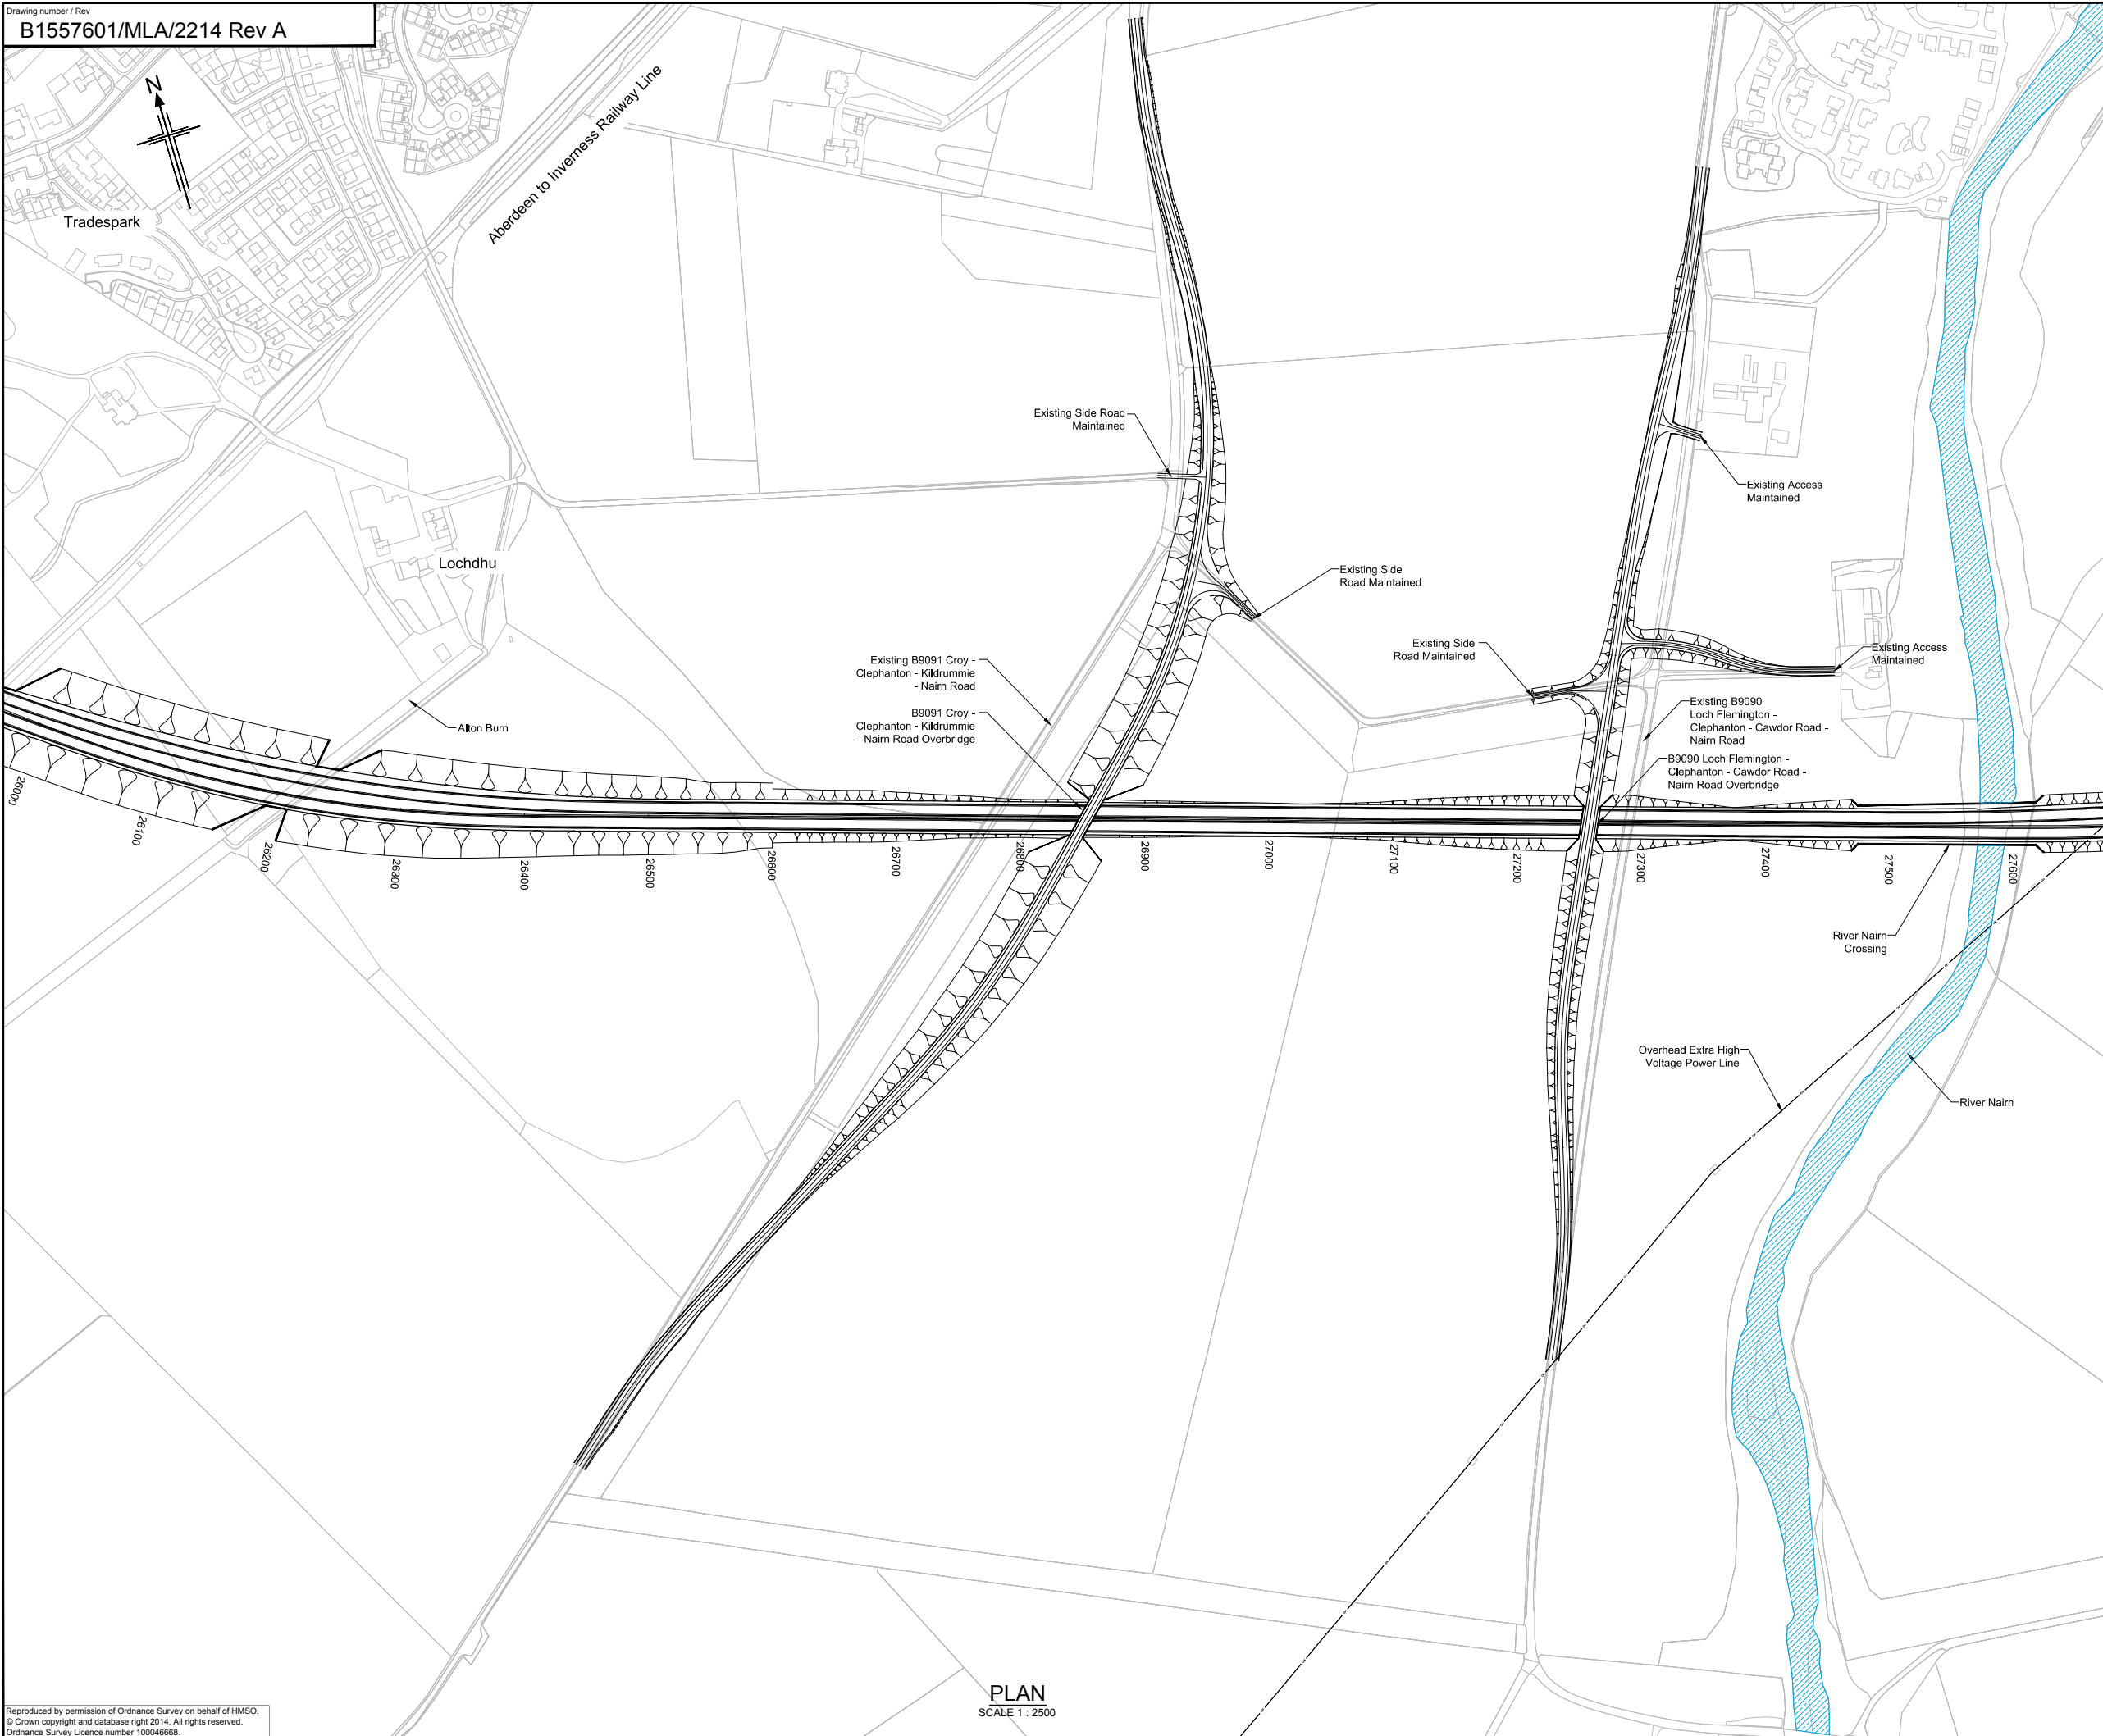 Drawing number / Rev
B1557601/MLA/2214 Rev A
N
Tradespark
Aberdeen to Inverness Railway Line
Existing Side Road
Maintained
Existing Access
Maintained
Lochdhu
Existing Side
Road Maintained
Existing Side
Road Maintained
Existing Access
Maintained
Existing B9091 Croy -
Clephanton - Kildrummie
- Nairn Road
B9091 Croy -
Clephanton - Kildrummie
- Nairn Road Overbridge
Existing B9090
Loch Flemington -
Clephanton - Cawdor Road -
Nairn Road
B9090 Loch Flemington -
Clephanton - Cawdor Road -
Nairn Road Overbridge
Alton Burn
26000
26100
26200
26300
26400
26500
26600
26700
26800
26900
27000
27100
27200
27300
27400
27500
27600
River Nairn
Crossing
Overhead Extra High
Voltage Power Line
River Nairn
PLAN
SCALE 1 : 2500
Reproduced by permission of Ordnance Survey on behalf of HMSO.
© Crown copyright and database right 2014. All rights reserved.
Ordnance Survey Licence number 100046668.